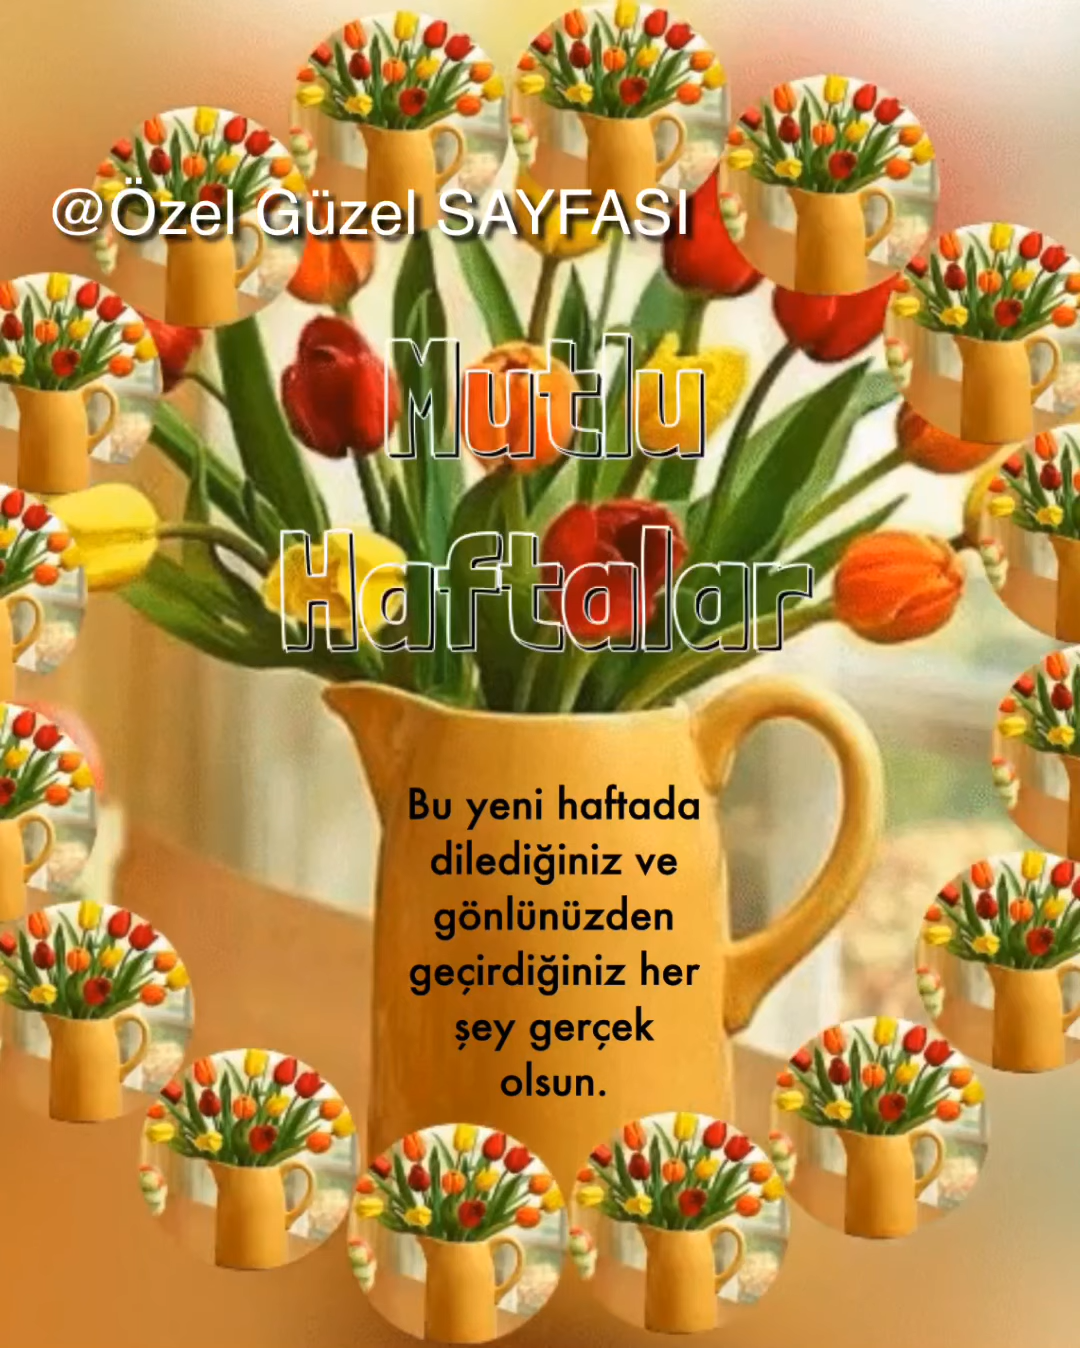 @Özel Güzel SAYFASI
Mutlu
Haftalar
Bu yeni haftada
dilediğiniz ve
gönlünüzden
geçirdiğiniz her
şey gerçek
olsun.